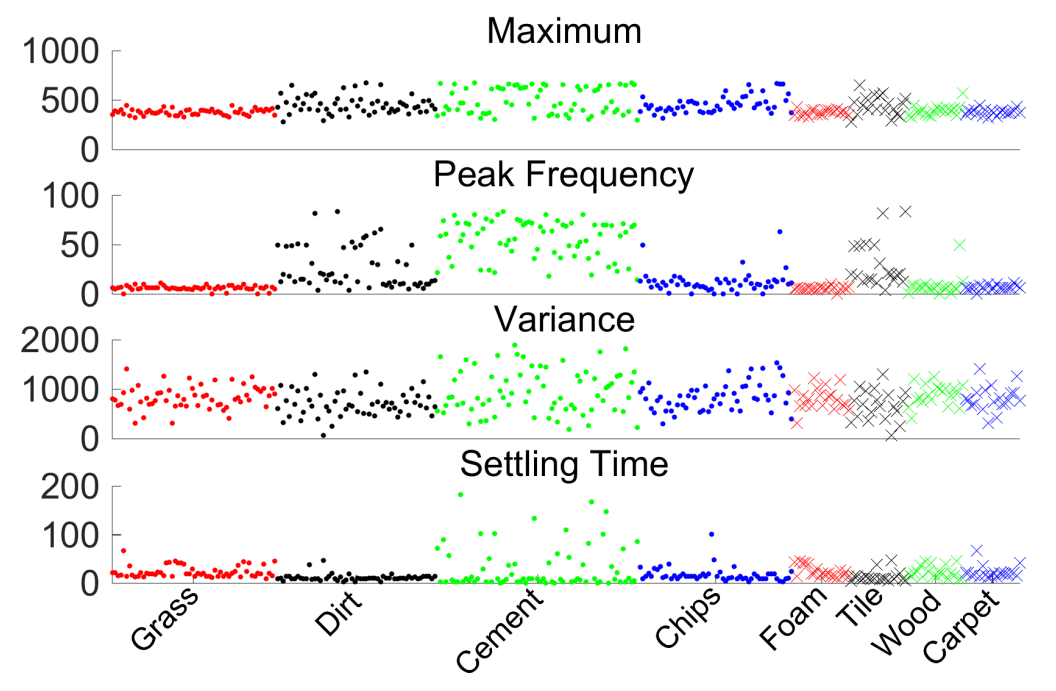 Maximum
1000
500
0
Peak Frequency
100
50
0
Variance
2000
1000
0
Settling Time
200
100
0
Grass Dirt Cement Chips Foam Tile Wood Carpet